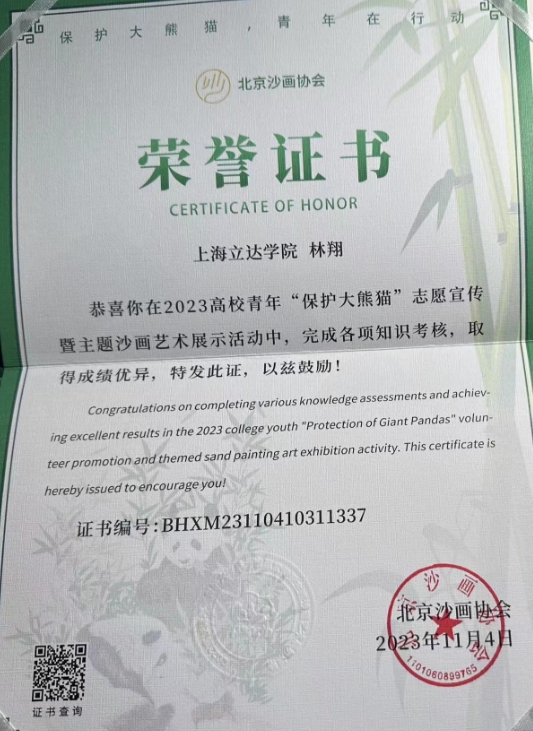 保护大熊猫，青年在行动
北京沙画协会
荣誉证书
CERTIFICATE OF HONOR
上海立达学院 林翔
恭喜你在2023高校青年“保护大熊猫”志愿宣传
暨主题沙画艺术展示活动中，完成各项知识考核，取
得成绩优异，特发此证，以兹鼓励！
Congratulations on completing various knowledge assessments and achiev-
ing excellent results in the 2023 college youth "Protection of Giant Pandas" volun-
teer promotion and themed sand painting art exhibition activity. This certificate is
hereby issued to encourage you!
证书编号:BHXM23110410311337
北京沙画协会
2023年11月4日
1101060899765
证书查询